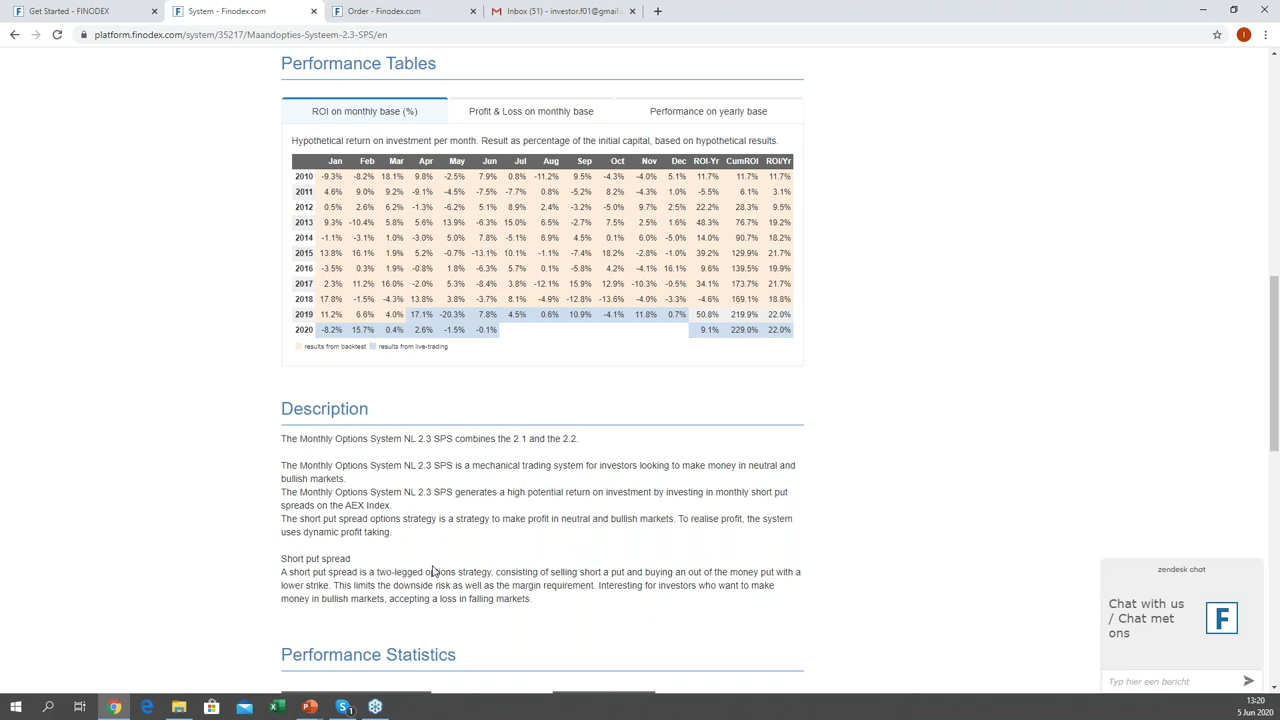 Get Started - FINODEX
System - Finodex.com
Order - Finodex.com
Inbox (51) - investor.f01@gmail.c
platform.finodex.com/system/35217/Maandopties-Systeem-2.3-SPS/en
I
Performance Tables
ROI on monthly base (%) Profit & Loss on monthly base Performance on yearly base
Hypothetical return on investment per month. Result as percentage of the initial capital, based on hypothetical results.
Jan Feb Mar Apr May Jun Jul Aug Sep Oct Nov Dec ROI-Yr CumROI ROI/Yr
2010 -9.3% -8.2% 18.1% 9.8% -2.5% 7.9% 0.8% -11.2% 9.5% -4.3% -4.0% 5.1% 11.7% 11.7% 11.7%
2011 4.6% 9.0% 9.2% -9.1% -4.5% -7.5% -7.7% 0.8% -5.2% 8.2% -4.3% 1.0% -5.5% 6.1% 3.1%
2012 0.5% 2.6% 6.2% -1.3% -6.2% 5.1% 8.9% 2.4% -3.2% -5.0% 9.7% 2.5% 22.2% 28.3% 9.5%
2013 9.3% -10.4% 5.8% 5.6% 13.9% -6.3% 15.0% 6.5% -2.7% 7.5% 2.5% 1.6% 48.3% 76.7% 19.2%
2014 -1.1% -3.1% 1.0% -3.0% 5.0% 7.8% -5.1% 6.9% 4.5% 0.1% 6.0% -5.0% 14.0% 90.7% 18.2%
2015 13.8% 16.1% 1.9% 5.2% -0.7% -13.1% 10.1% -1.1% -7.4% 18.2% -2.8% -1.0% 39.2% 129.9% 21.7%
2016 -3.5% 0.3% 1.9% -0.8% 1.8% -6.3% 5.7% 0.1% -5.8% 4.2% -4.1% 16.1% 9.6% 139.5% 19.9%
2017 2.3% 11.2% 16.0% -2.0% 5.3% -8.4% 3.8% -12.1% 15.9% 12.9% -10.3% -0.5% 34.1% 173.7% 21.7%
2018 17.8% -1.5% -4.3% 13.8% 3.8% -3.7% 8.1% -4.9% -12.8% -13.6% -4.0% -3.3% -4.6% 169.1% 18.8%
2019 11.2% 6.6% 4.0% 17.1% -20.3% 7.8% 4.5% 0.6% 10.9% -4.1% 11.8% 0.7% 50.8% 219.9% 22.0%
2020 -8.2% 15.7% 0.4% 2.6% -1.5% -0.1% 9.1% 229.0% 22.0%
results from backtest results from live-trading
Description
The Monthly Options System NL 2.3 SPS combines the 2.1 and the 2.2.
The Monthly Options System NL 2.3 SPS is a mechanical trading system for investors looking to make money in neutral and
bullish markets.
The Monthly Options System NL 2.3 SPS generates a high potential return on investment by investing in monthly short put
spreads on the AEX Index.
The short put spread options strategy is a strategy to make profit in neutral and bullish markets. To realise profit, the system
uses dynamic profit taking.
Short put spread
A short put spread is a two-legged options strategy, consisting of selling short a put and buying an out of the money put with a
lower strike. This limits the downside risk as well as the margin requirement. Interesting for investors who want to make
money in bullish markets, accepting a loss in falling markets.
Performance Statistics
zendesk chat
Chat with us
/ Chat met
ons
F
Typ hier een bericht
13:20
5 Jun 2020